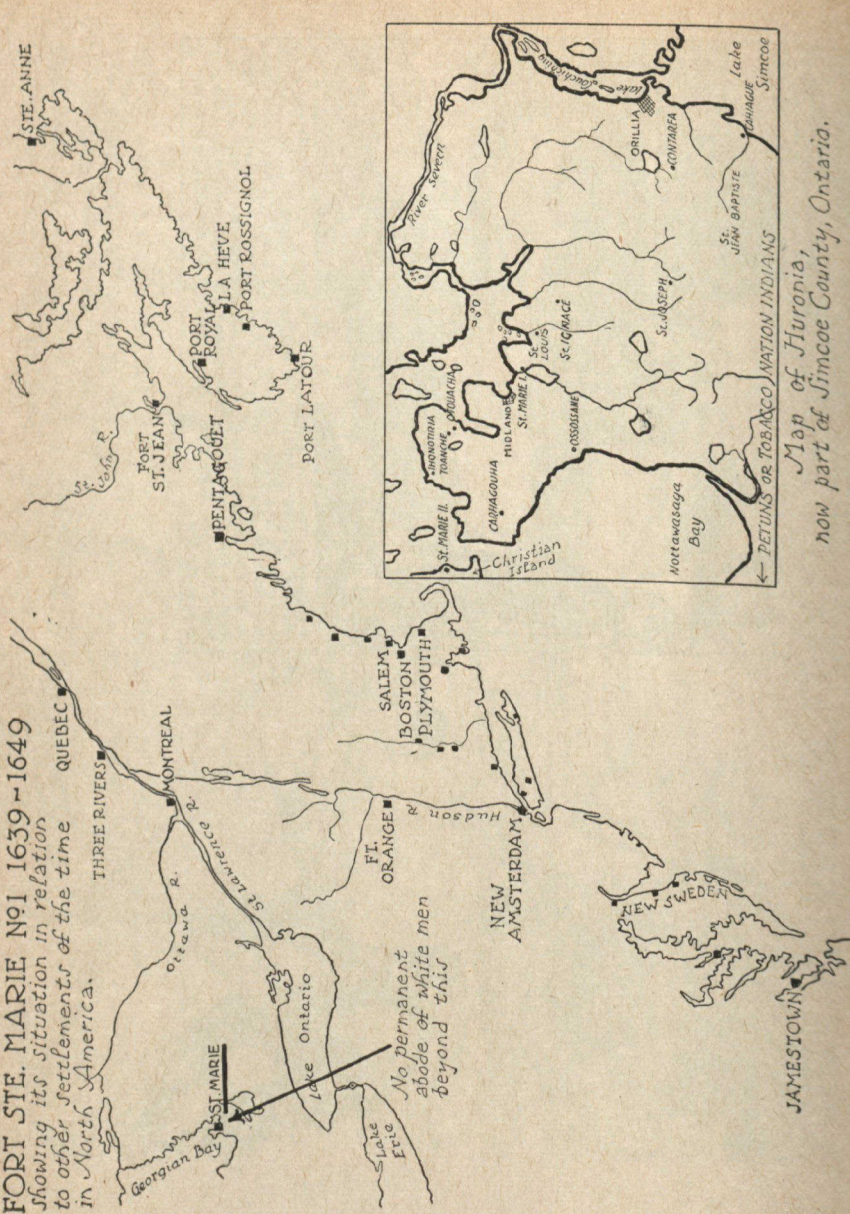 FORT STE. MARIE Nº1 1639-1649
showing its situation in relation
to other settlements of the time
in North America.
QUEBEC
THREE RIVERS
MONTREAL
Ottawa R.
St Lawrence R.
Georgian Bay
ST. MARIE
Lake Ontario
Lake
Erie
No permanent
abode of white men
beyond this
FT.
ORANGE
Hudson R.
NEW
AMSTERDAM
NEW SWEDEN
JAMESTOWN
SALEM
BOSTON
PLYMOUTH
PENTAGOUET
FORT
ST. JEAN
St. John R.
PORT
ROYAL
LA HEVE
PORT ROSSIGNOL
PORT LATOUR
STE. ANNE
St. MARIE II.
Christian
Island
IHONOTIRIA
TOANCHE
CARHAGOUHA
MIDLAND
St. MARIE I.
OSSOSSANE
St.
LOUIS
St. IGNACE
St. JOSEPH
River Severn
Lake Couchiching
ORILLIA
CONTAREA
CAHIAGUE
St.
JEAN BAPTISTE
Lake
Simcoe
Nottawasaga
Bay
← PETUNS OR TOBACCO NATION INDIANS
Map of Huronia,
now part of Simcoe County, Ontario.